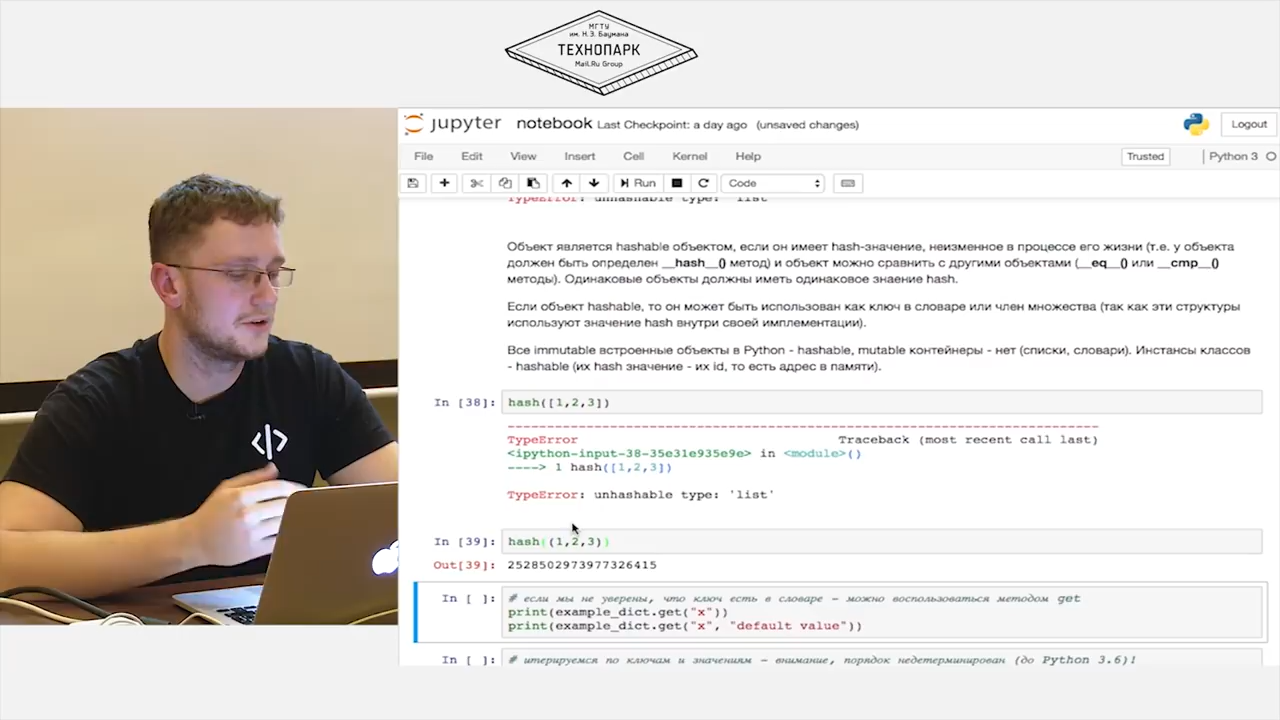 МГТУ
им. Н.Э. Баумана
ТЕХНОПАРК
Mail.Ru Group
jupyter notebook Last Checkpoint: a day ago (unsaved changes) Logout
File Edit View Insert Cell Kernel Help Trusted Python 3
Run Code
TypeError: unhashable type: 'list'
Объект является hashable объектом, если он имеет hash-значение, неизменное в процессе его жизни (т.е. у объекта
должен быть определен __hash__() метод) и объект можно сравнить с другими объектами (__eq__() или __cmp__()
методы). Одинаковые объекты должны иметь одинаковое знаение hash.
Если объект hashable, то он может быть использован как ключ в словаре или член множества (так как эти структуры
используют значение hash внутри своей имплементации).
Все immutable встроенные объекты в Python - hashable, mutable контейнеры - нет (списки, словари). Инстансы классов
- hashable (их hash значение - их id, то есть адрес в памяти).
In [38]: hash([1,2,3])
---------------------------------------------------------------------------
TypeError Traceback (most recent call last)
<ipython-input-38-35e31e935e9e> in <module>()
----> 1 hash([1,2,3])
TypeError: unhashable type: 'list'
In [39]: hash((1,2,3))
Out[39]: 2528502973977326415
In [ ]: # если мы не уверены, что ключ есть в словаре - можно воспользоваться методом get
print(example_dict.get("x"))
print(example_dict.get("x", "default value"))
In [ ]: # итерируемся по ключам и значениям - внимание, порядок недетерминирован (до Python 3.6)!